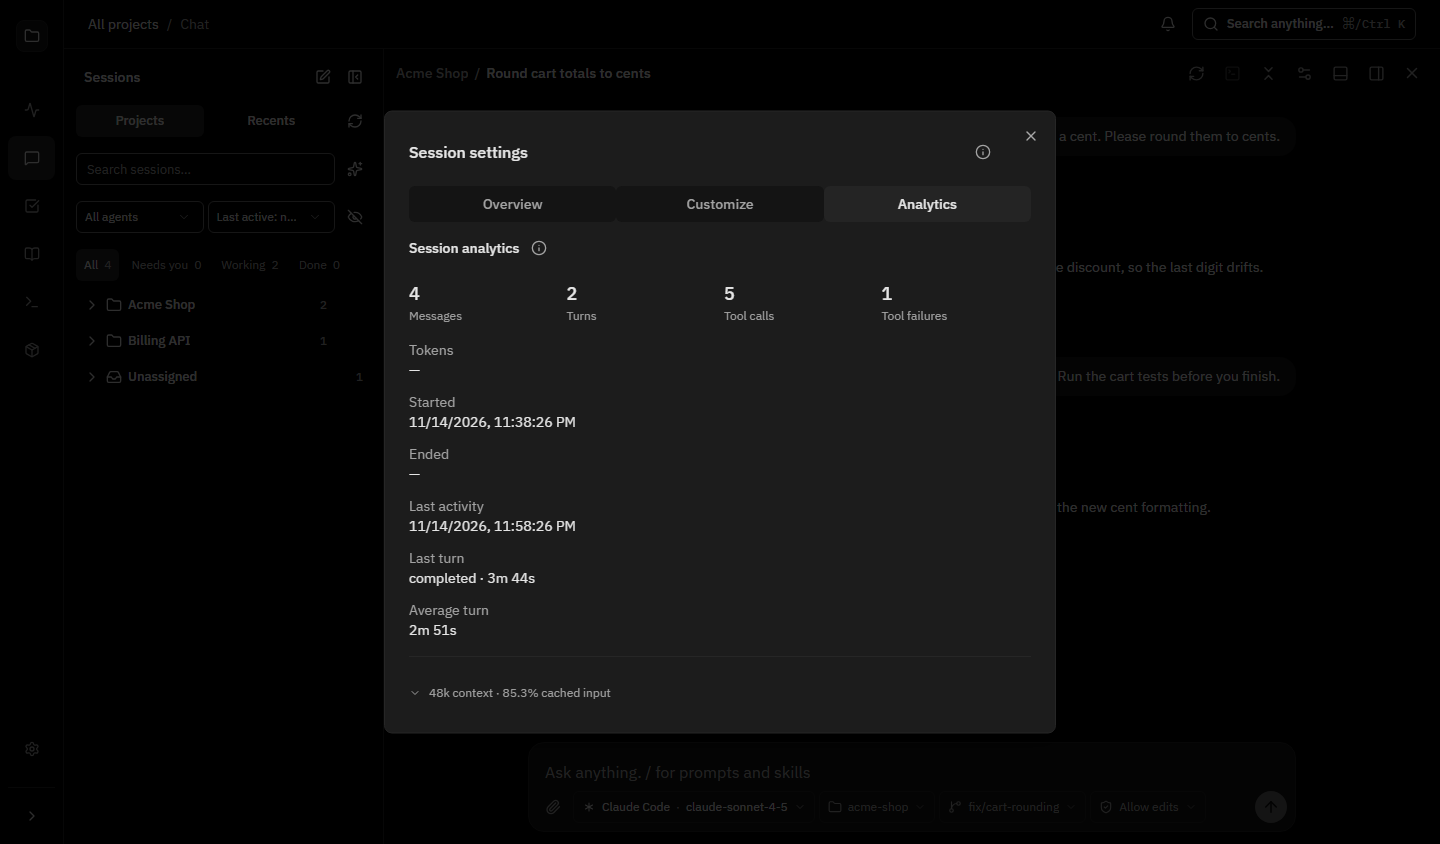 All projects / Chat
Search anything... ⌘/Ctrl K
Sessions
Acme Shop / Round cart totals to cents
Projects
Recents
Search sessions...
All agents
Last active: n...
All 4
Needs you 0
Working 2
Done 0
Acme Shop 2
Billing API 1
Unassigned 1
a cent. Please round them to cents.
e discount, so the last digit drifts.
Run the cart tests before you finish.
the new cent formatting.
Session settings
Overview
Customize
Analytics
Session analytics
4
Messages
2
Turns
5
Tool calls
1
Tool failures
Tokens
—
Started
11/14/2026, 11:38:26 PM
Ended
—
Last activity
11/14/2026, 11:58:26 PM
Last turn
completed · 3m 44s
Average turn
2m 51s
48k context · 85.3% cached input
Ask anything. / for prompts and skills
Claude Code · claude-sonnet-4-5
acme-shop
fix/cart-rounding
Allow edits